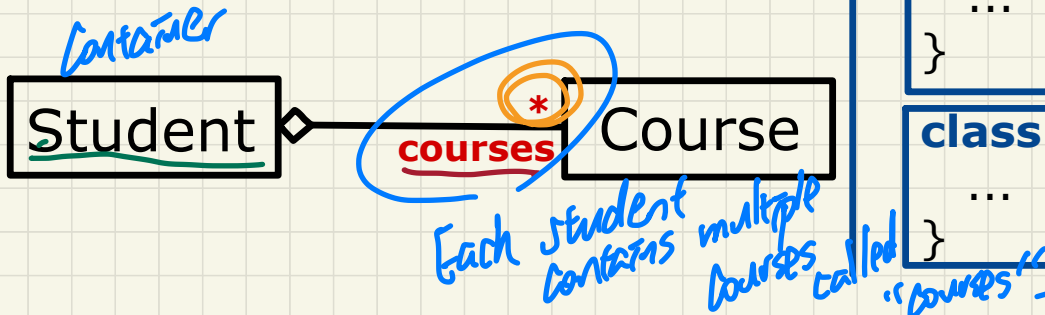 Container
Student
*
courses
Course
Each student
contains multiple
courses called
"courses"
...
}
class
...
}